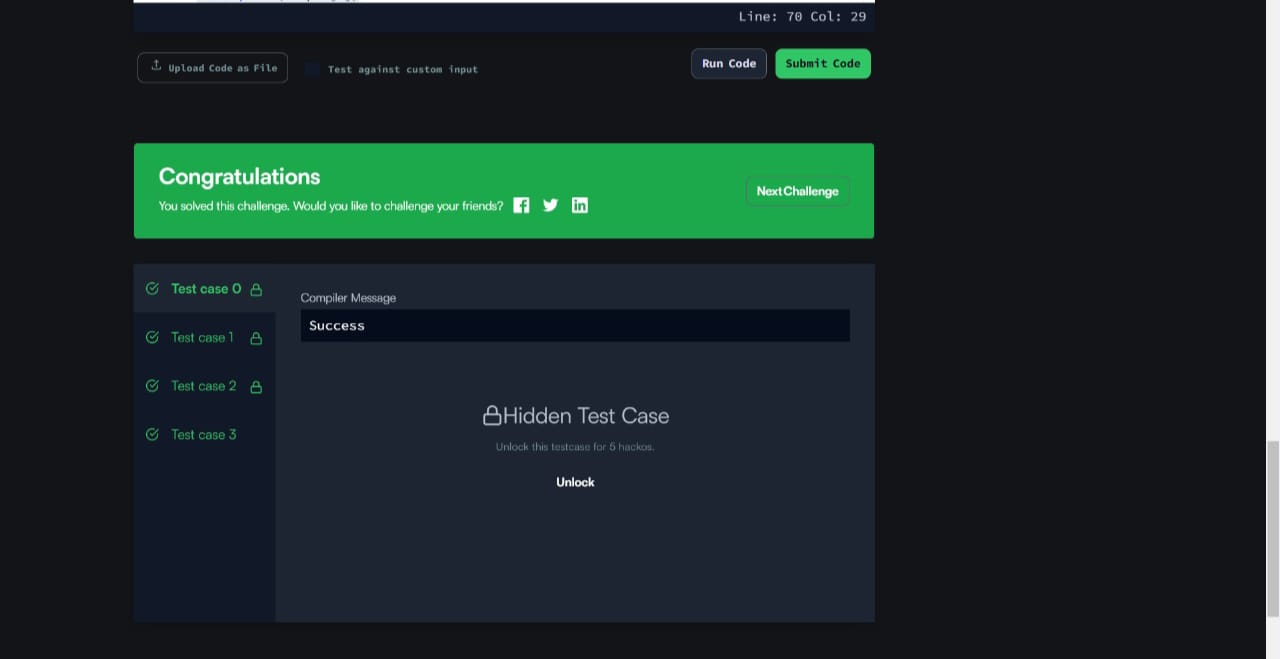 Line: 70 Col: 29
Upload Code as File
Test against custom input
Run Code
Submit Code
Congratulations
You solved this challenge. Would you like to challenge your friends?
Next Challenge
Test case 0
Test case 1
Test case 2
Test case 3
Compiler Message
Success
Hidden Test Case
Unlock this testcase for 5 hackos.
Unlock